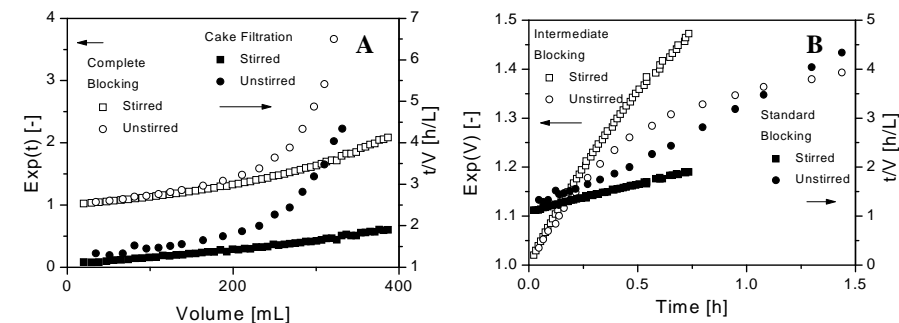 4
3
2
1
0
Exp(t) [-]
0
200
400
Volume [mL]
7
6
5
4
3
2
1
t/V [h/L]
A
Complete
Blocking
Stirred
Unstirred
Cake Filtration
Stirred
Unstirred
1.5
1.4
1.3
1.2
1.1
1.0
Exp(V) [-]
0.0
0.5
1.0
1.5
Time [h]
5
4
3
2
1
0
t/V [h/L]
B
Intermediate
Blocking
Stirred
Unstirred
Standard
Blocking
Stirred
Unstirred